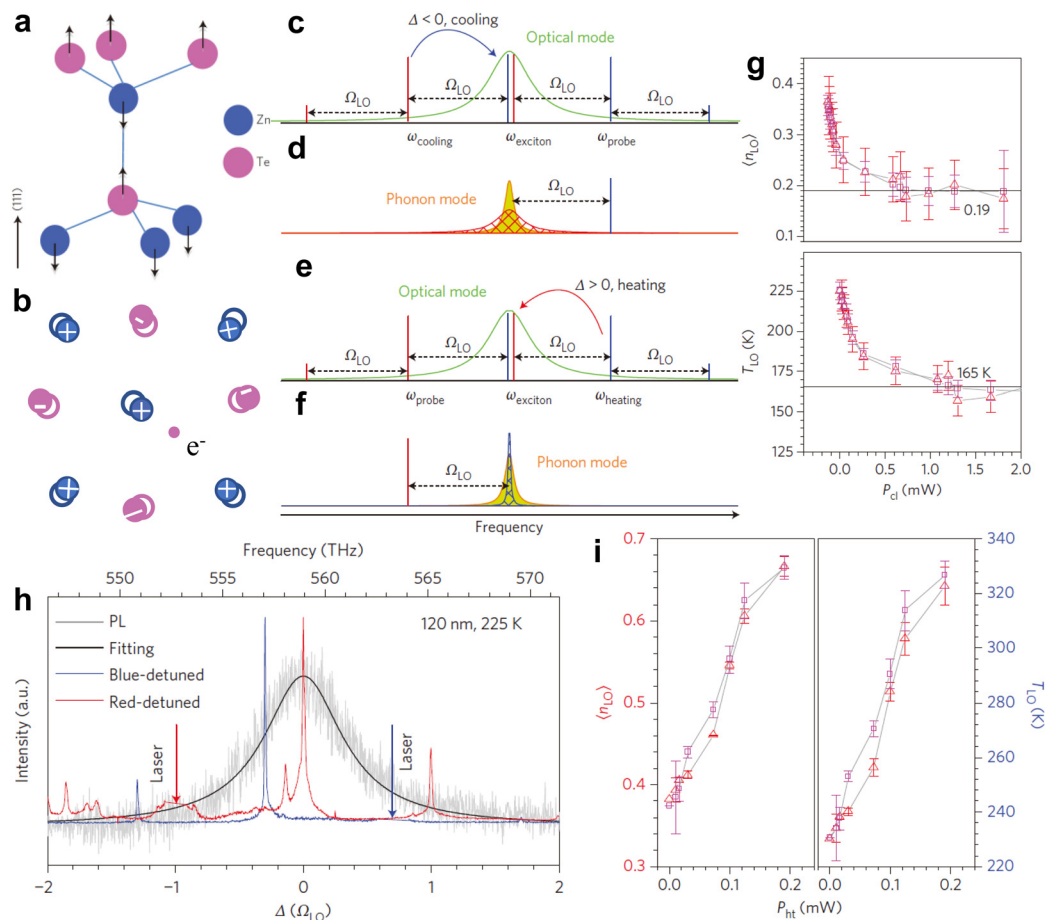 a
Zn
Te
(111)
b
e⁻
c
Δ < 0, cooling
Optical mode
Ω_LO Ω_LO Ω_LO Ω_LO
ω_cooling ω_exciton ω_probe
d
Ω_LO
Phonon mode
e
Optical mode
Δ > 0, heating
Ω_LO Ω_LO Ω_LO Ω_LO
ω_probe ω_exciton ω_heating
f
Ω_LO
Phonon mode
Frequency
g
⟨n_LO⟩
0.4
0.3
0.2
0.1
0.19
T_LO (K)
225
200
175
150
125
165 K
0.0 0.4 0.8 1.2 1.6 2.0
P_cl (mW)
h
Frequency (THz)
550 555 557 560 565 570
PL
Fitting
Blue-detuned
Red-detuned
120 nm, 225 K
Laser
Laser
Intensity (a.u.)
−2 −1 0 1 2
Δ (Ω_LO)
i
⟨n_LO⟩
0.7
0.6
0.5
0.4
0.3
340
320
300
280
260
240
220
T_LO (K)
0.0 0.1 0.2 0.0 0.1 0.2
P_ht (mW)